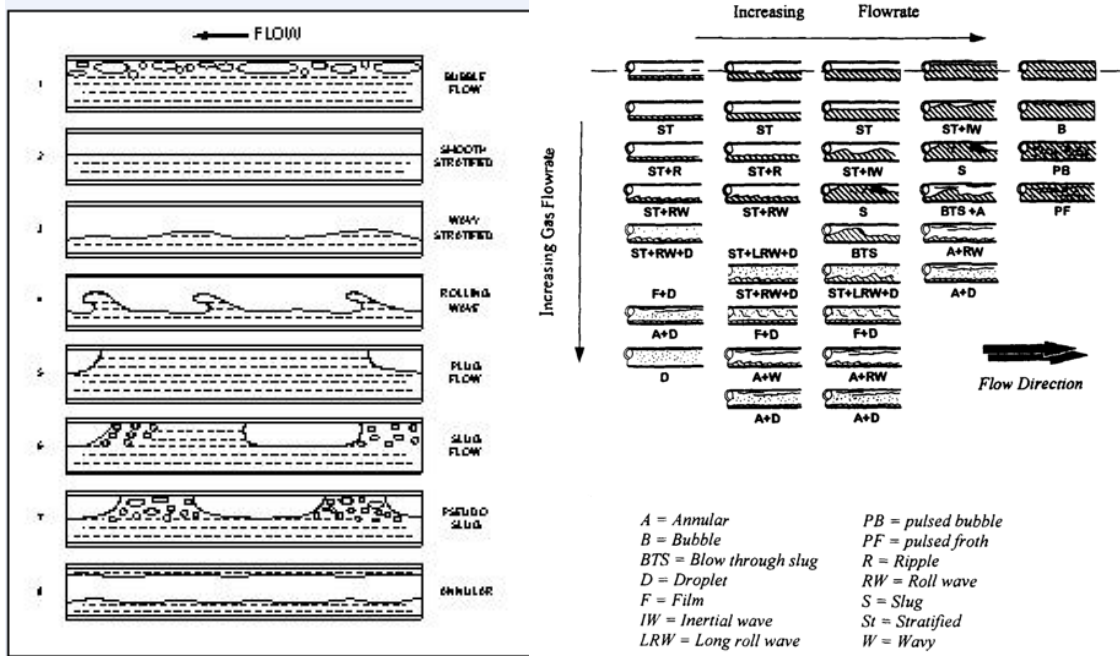 FLOW
1
BUBBLE
FLOW
2
SMOOTH
STRATIFIED
3
WAVY
STRATIFIED
4
ROLLING
WAVE
5
PLUG
FLOW
6
SLUG
FLOW
7
PSEUDO
SLUG
8
ANNULAR
Increasing Flowrate
Increasing Gas Flowrate
ST ST ST ST+IW B
ST+R ST+R ST+IW S PB
ST+RW ST+RW S BTS +A PF
ST+RW+D ST+LRW+D BTS A+RW
F+D ST+RW+D ST+LRW+D A+D
A+D F+D F+D
D A+W A+RW
A+D A+D
Flow Direction
A = Annular
B = Bubble
BTS = Blow through slug
D = Droplet
F = Film
IW = Inertial wave
LRW = Long roll wave
PB = pulsed bubble
PF = pulsed froth
R = Ripple
RW = Roll wave
S = Slug
St = Stratified
W = Wavy